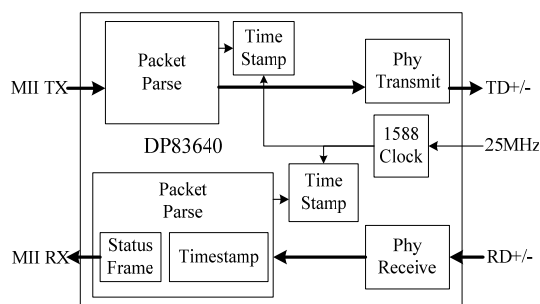 Packet
Parse
Time
Stamp
MII TX
Phy
Transmit
TD+/-
DP83640
1588
Clock
25MHz
Packet
Parse
Time
Stamp
MII RX
Status
Frame
Timestamp
Phy
Receive
RD+/-